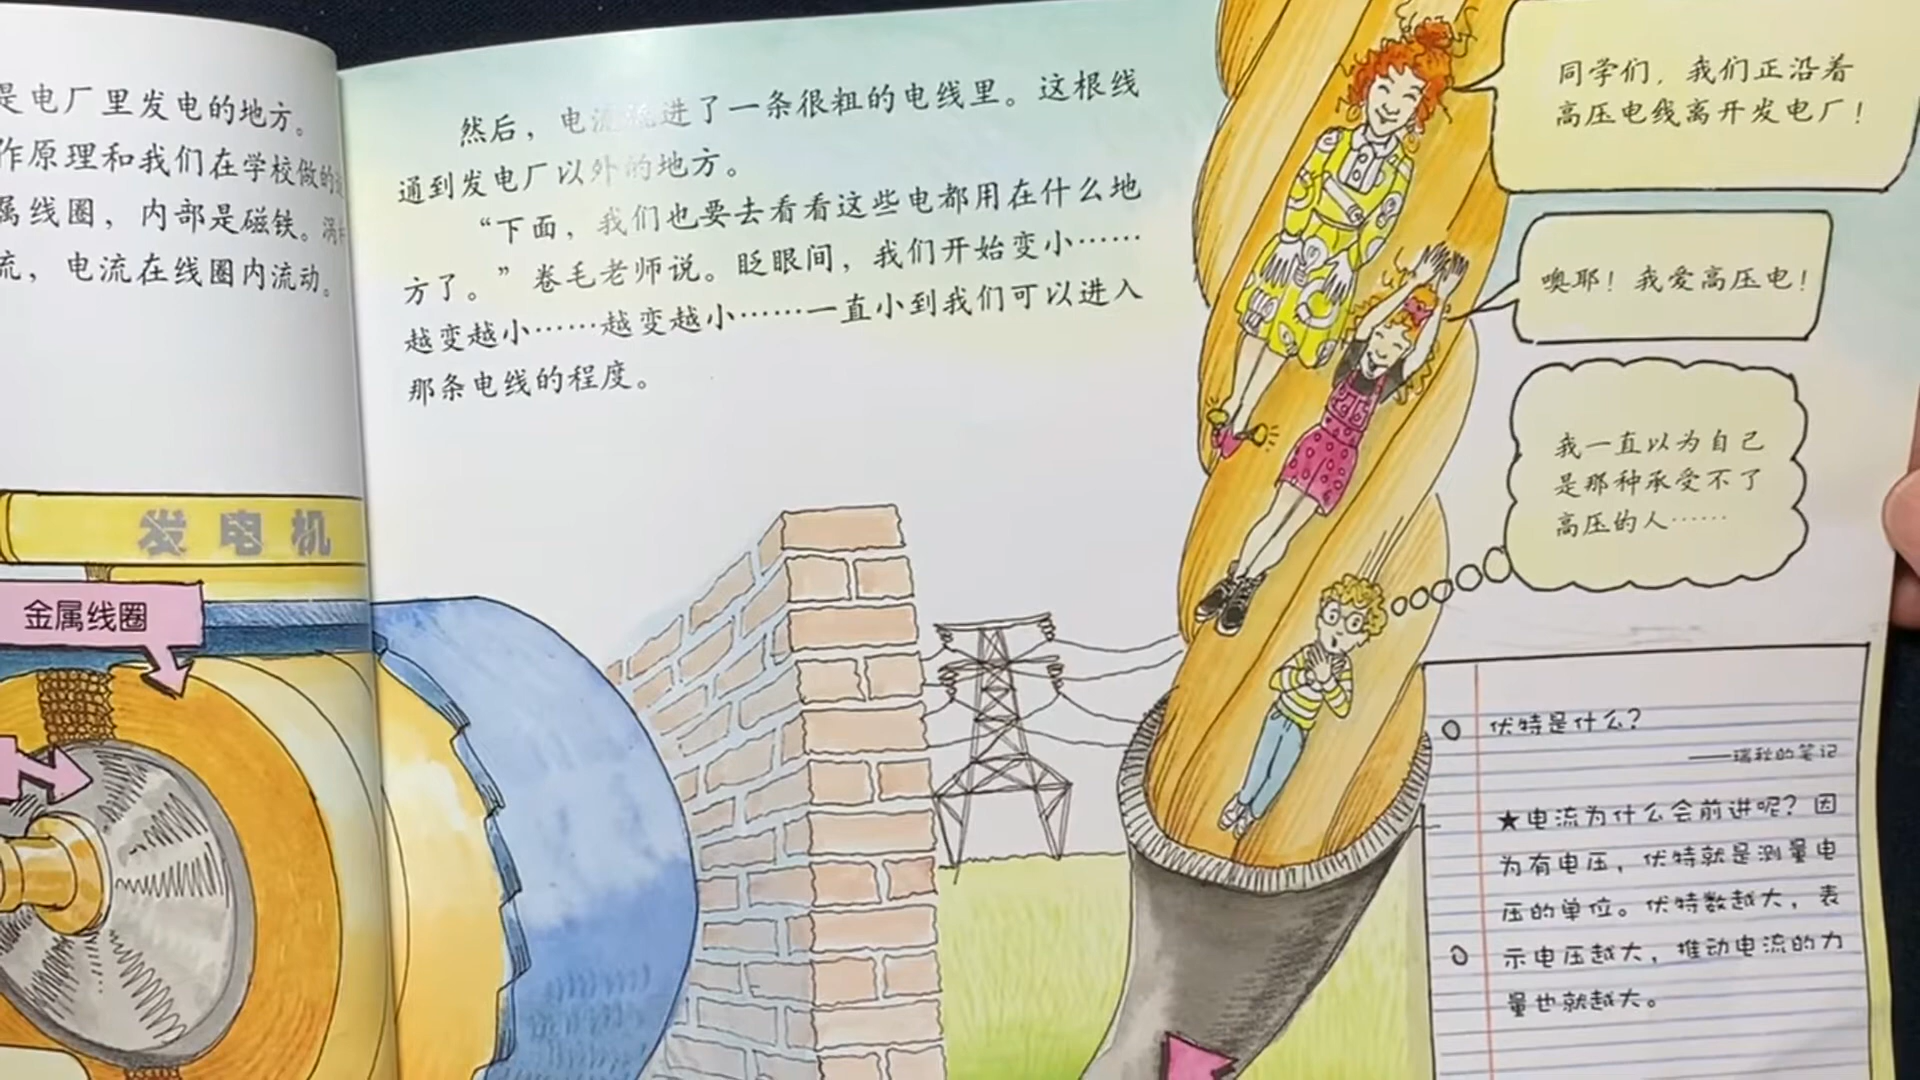 是电厂里发电的地方。
作原理和我们在学校做的
属线圈，内部是磁铁。涡
流，电流在线圈内流动。
发电机
金属线圈
然后，电流流进了一条很粗的电线里。这根线
通到发电厂以外的地方。
“下面，我们也要去看看这些电都用在什么地
方了。”卷毛老师说。眨眼间，我们开始变小……
越变越小……越变越小……一直小到我们可以进入
那条电线的程度。
同学们，我们正沿着
高压电线离开发电厂！
噢耶！我爱高压电！
我一直以为自己
是那种承受不了
高压的人……
伏特是什么？
——瑞秋的笔记
★电流为什么会前进呢？因
为有电压，伏特就是测量电
压的单位。伏特数越大，表
示电压越大，推动电流的力
量也就越大。